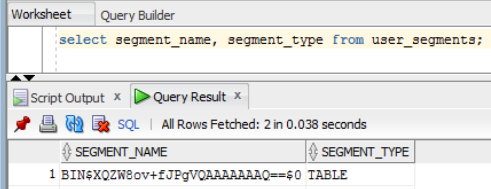 Worksheet Query Builder
select segment_name, segment_type from user_segments;
Script Output x Query Result x
SQL | All Rows Fetched: 2 in 0.038 seconds
SEGMENT_NAME SEGMENT_TYPE
1 BIN$XQZW8ov+fJPgVQAAAAAAAQ==$0 TABLE